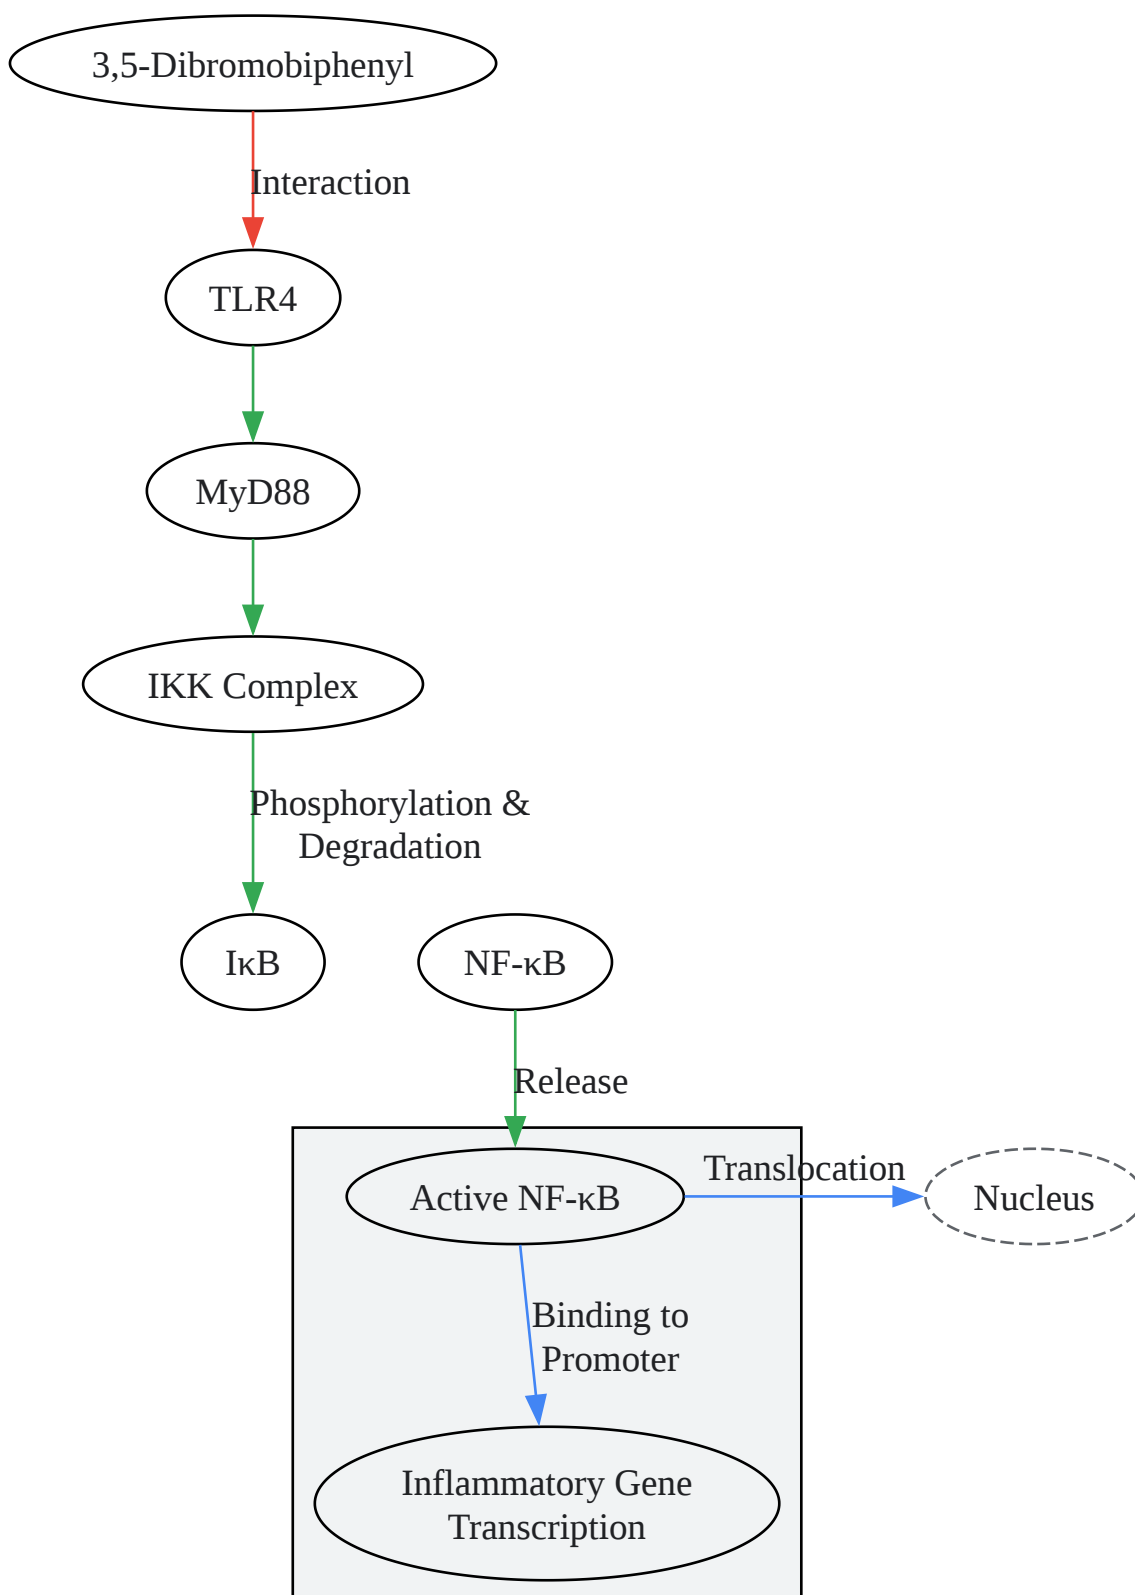 3,5-Dibromobiphenyl
Interaction
TLR4
MyD88
IKK Complex
Phosphorylation &
Degradation
IκB
NF-κB
Release
Active NF-κB
Translocation
Nucleus
Binding to
Promoter
Inflammatory Gene
Transcription